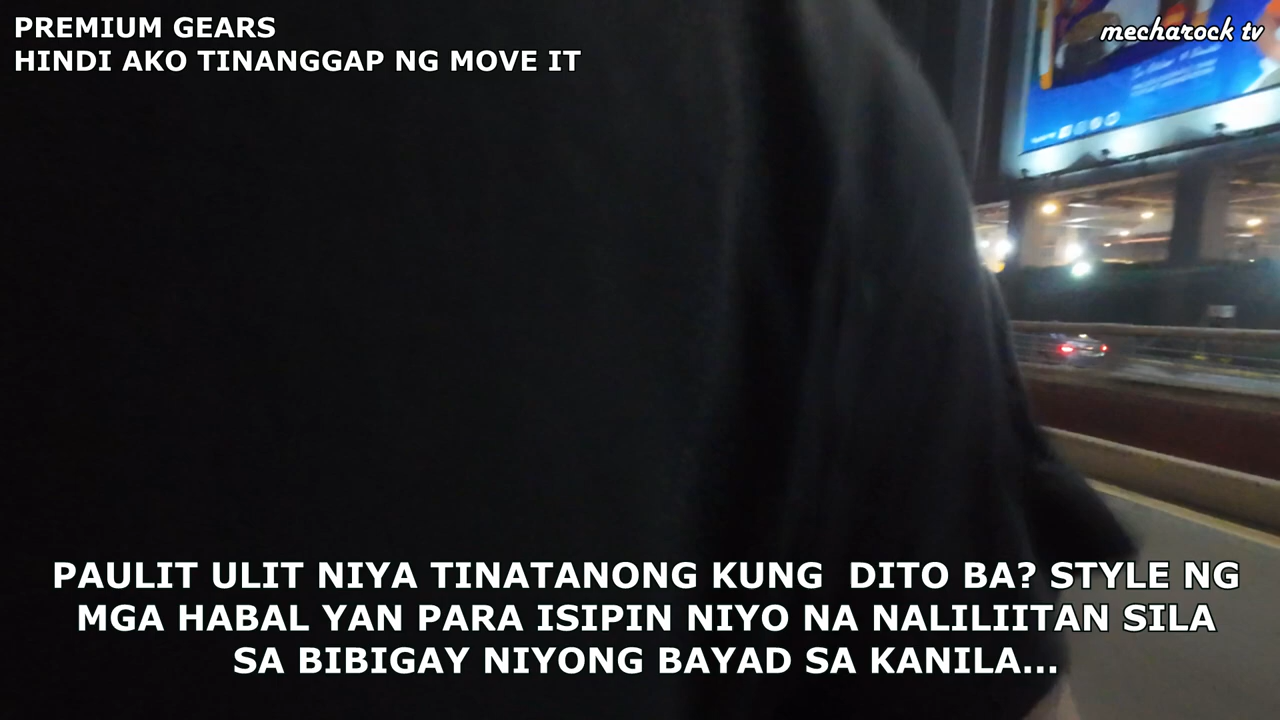 PREMIUM GEARS
HINDI AKO TINANGGAP NG MOVE IT
mecharock tv
PAULIT ULIT NIYA TINATANONG KUNG  DITO BA? STYLE NG
MGA HABAL YAN PARA ISIPIN NIYO NA NALILIITAN SILA
SA BIBIGAY NIYONG BAYAD SA KANILA...